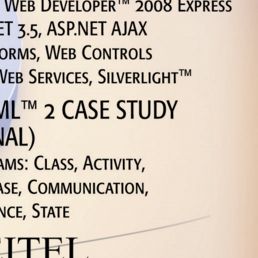 WEB DEVELOPER™ 2008 EXPRESS
ET 3.5, ASP.NET AJAX
ORMS, WEB CONTROLS
WEB SERVICES, SILVERLIGHT™
ML™ 2 CASE STUDY
NAL)
AMS: CLASS, ACTIVITY,
ASE, COMMUNICATION,
NCE, STATE
EITEL